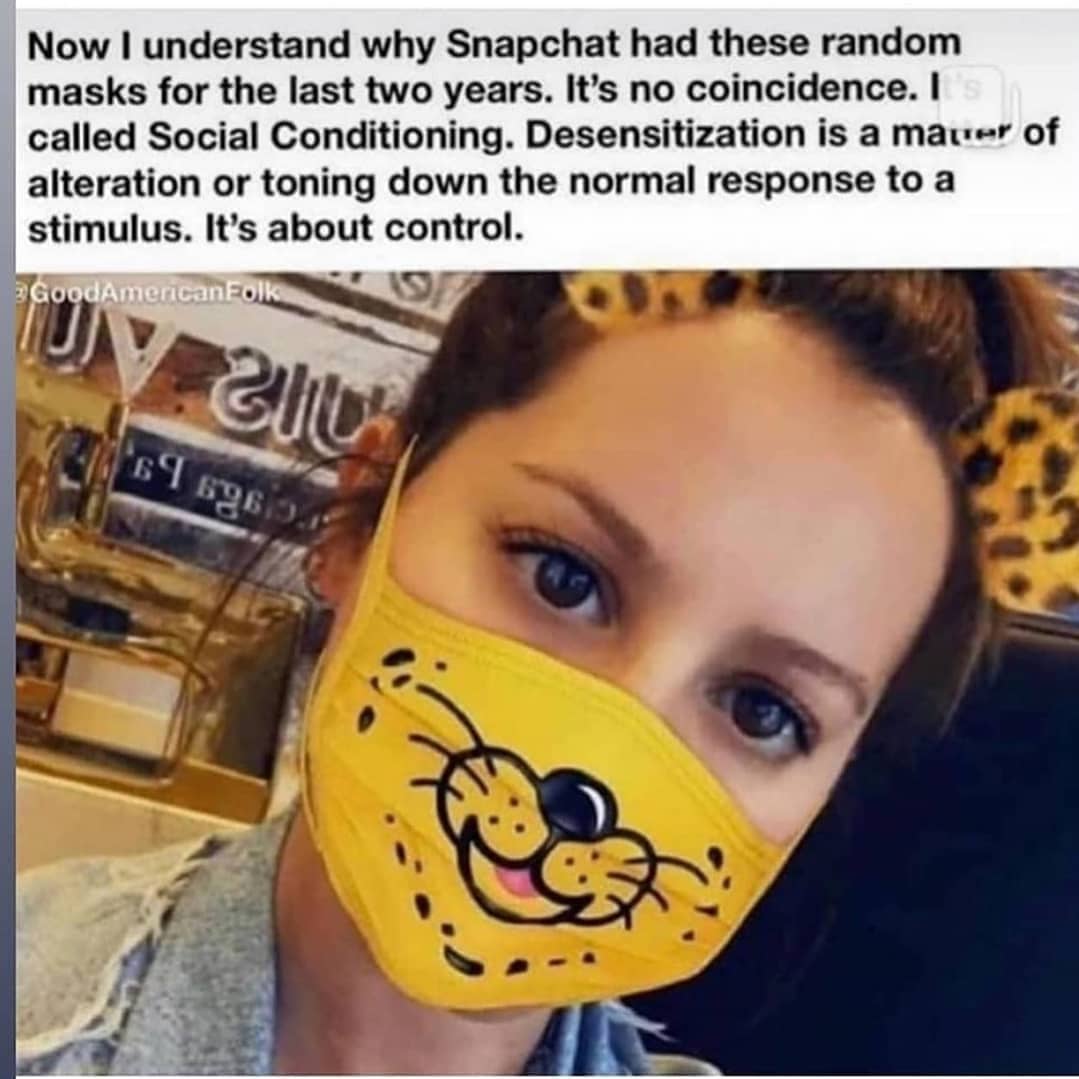 Now I understand why Snapchat had these random
masks for the last two years. It's no coincidence. It's
called Social Conditioning. Desensitization is a matter of
alteration or toning down the normal response to a
stimulus. It's about control.
@GoodAmericanFolk